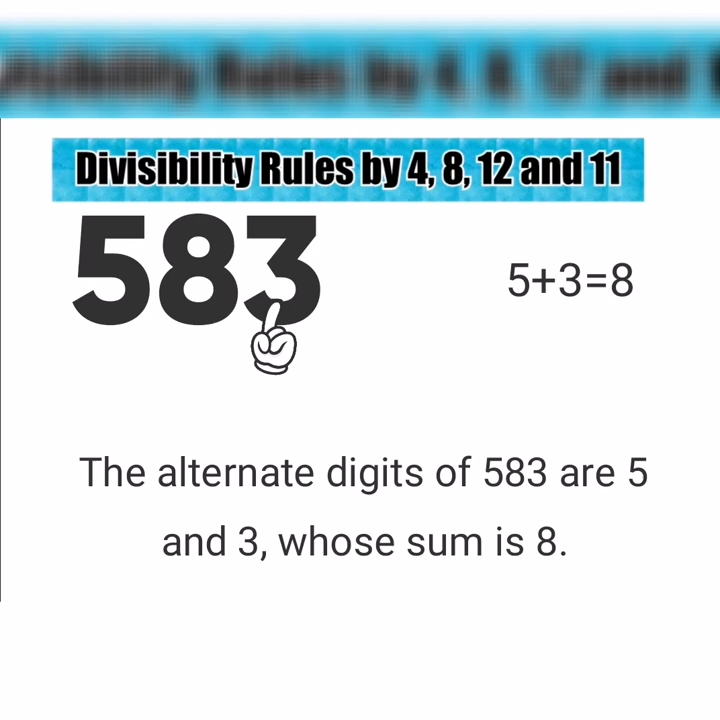 Divisibility Rules by 4, 8, 12 and 11
583
5+3=8
The alternate digits of 583 are 5
and 3, whose sum is 8.